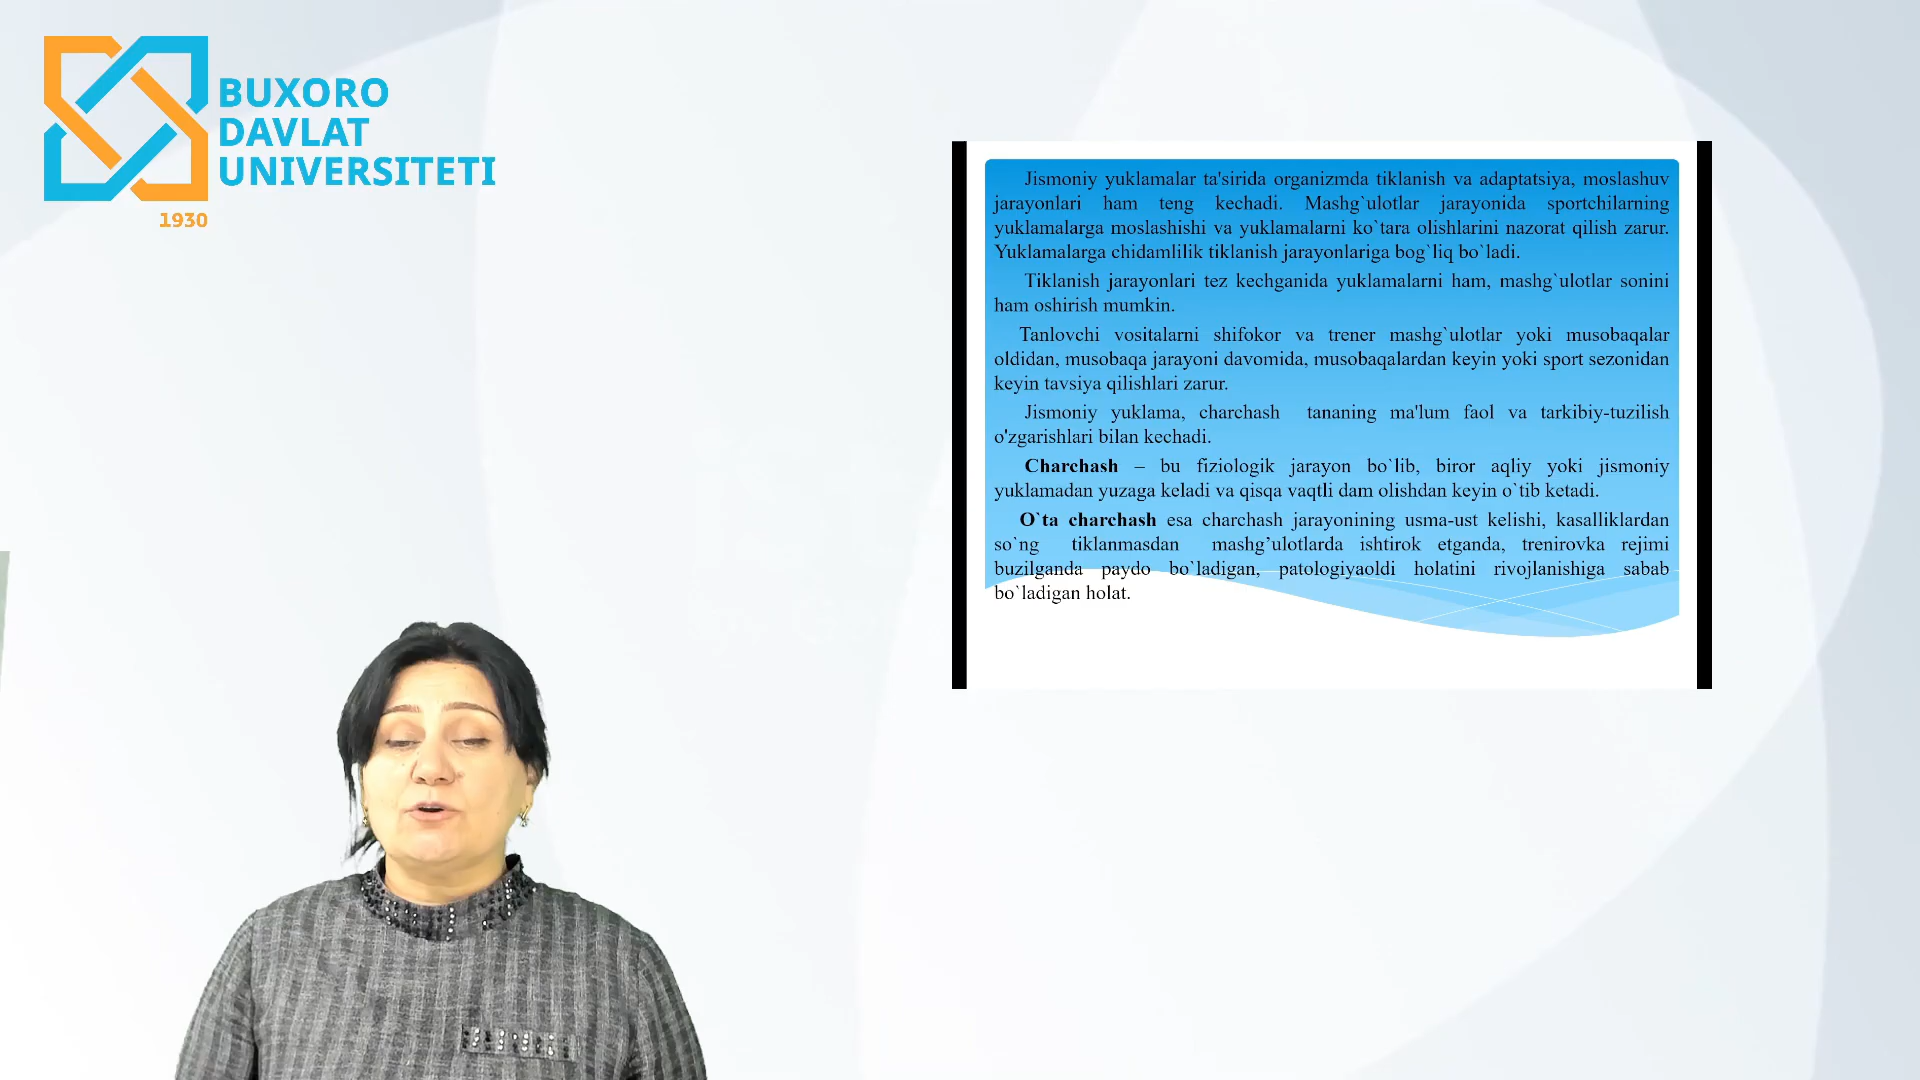 BUXORO
DAVLAT
UNIVERSITETI
1930
Jismoniy yuklamalar ta'sirida organizmda tiklanish va adaptatsiya, moslashuv
jarayonlari ham teng kechadi. Mashg`ulotlar jarayonida sportchilarning
yuklamalarga moslashishi va yuklamalarni ko`tara olishlarini nazorat qilish zarur.
Yuklamalarga chidamlilik tiklanish jarayonlariga bog`liq bo`ladi.
Tiklanish jarayonlari tez kechganida yuklamalarni ham, mashg`ulotlar sonini
ham oshirish mumkin.
Tanlovchi vositalarni shifokor va trener mashg`ulotlar yoki musobaqalar
oldidan, musobaqa jarayoni davomida, musobaqalardan keyin yoki sport sezonidan
keyin tavsiya qilishlari zarur.
Jismoniy yuklama, charchash tananing ma'lum faol va tarkibiy-tuzilish
o'zgarishlari bilan kechadi.
Charchash – bu fiziologik jarayon bo`lib, biror aqliy yoki jismoniy
yuklamadan yuzaga keladi va qisqa vaqtli dam olishdan keyin o`tib ketadi.
O`ta charchash esa charchash jarayonining usma-ust kelishi, kasalliklardan
so`ng tiklanmasdan mashg’ulotlarda ishtirok etganda, trenirovka rejimi
buzilganda paydo bo`ladigan, patologiyaoldi holatini rivojlanishiga sabab
bo`ladigan holat.